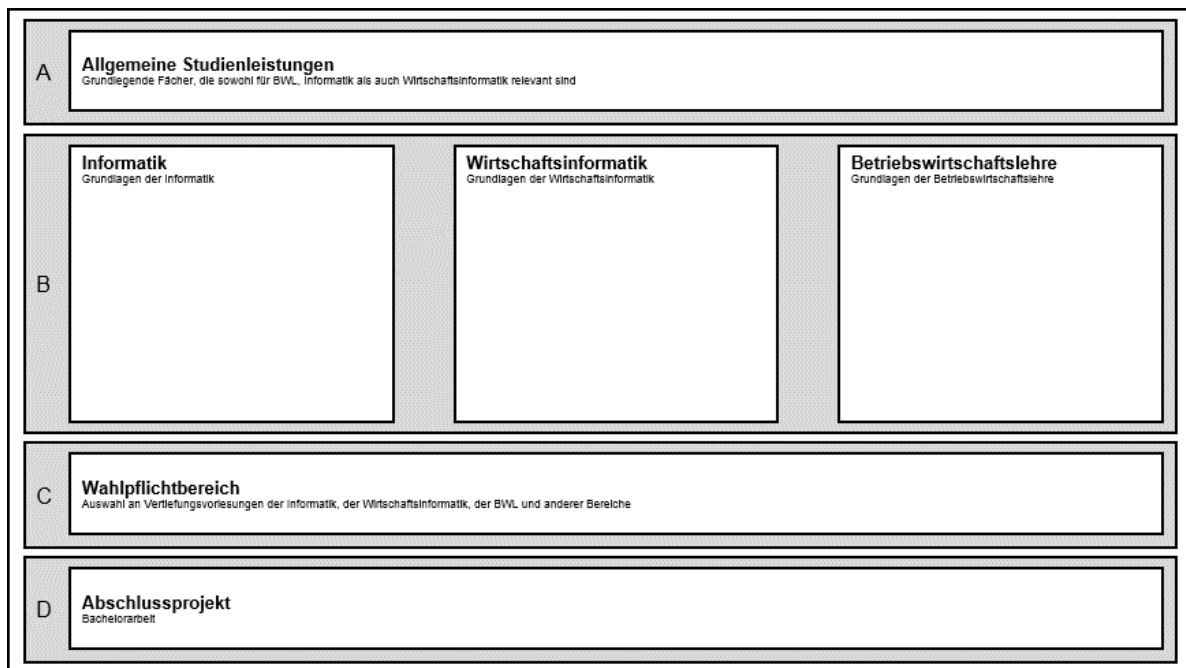 A
Allgemeine Studienleistungen
Grundlegende Fächer, die sowohl für BWL, Informatik als auch Wirtschaftsinformatik relevant sind
B
Informatik
Grundlagen der Informatik
Wirtschaftsinformatik
Grundlagen der Wirtschaftsinformatik
Betriebswirtschaftslehre
Grundlagen der Betriebswirtschaftslehre
C
Wahlpflichtbereich
Auswahl an Vertiefungsvorlesungen der Informatik, der Wirtschaftsinformatik, der BWL und anderer Bereiche
D
Abschlussprojekt
Bachelorarbeit